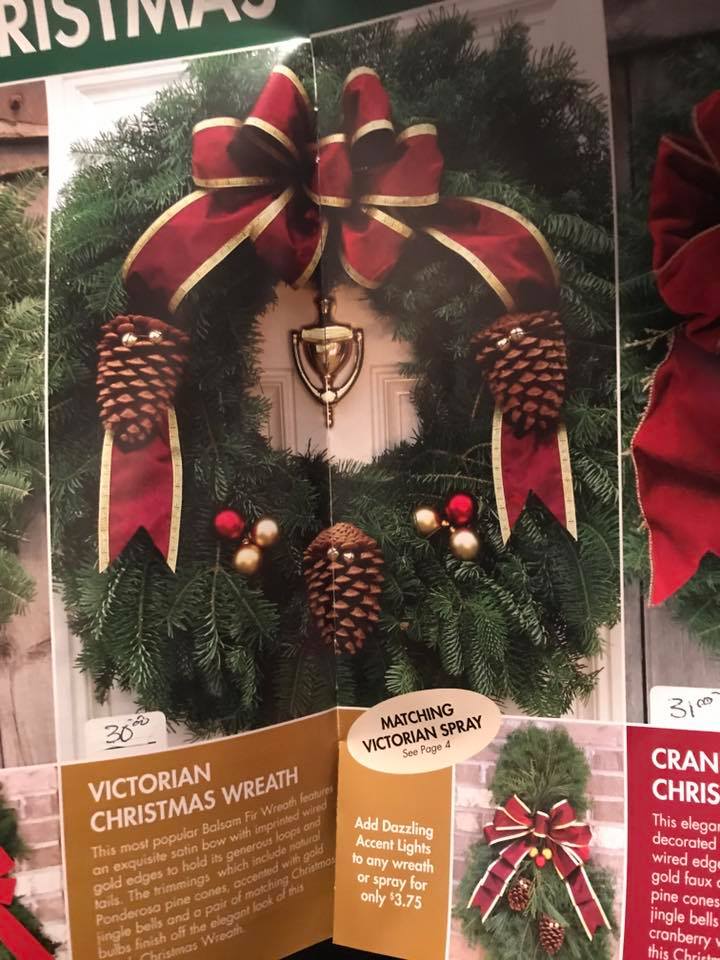 RISTMAS
30.00
31.00
MATCHING
VICTORIAN SPRAY
See Page 4
VICTORIAN
CHRISTMAS WREATH
This most popular Balsam Fir Wreath features
an exquisite satin bow with imprinted wired
gold edges to hold its generous loops and
tails. The trimmings which include natural
Ponderosa pine cones, accented with gold
jingle bells and a pair of matching Christmas
bulbs finish off the elegant look of this
Christmas Wreath.
Add Dazzling
Accent Lights
to any wreath
or spray for
only $3.75
CRAN
CHRIS
This elegan
decorated
wired edge
gold faux
pine cones
jingle bells
cranberry
this Christ